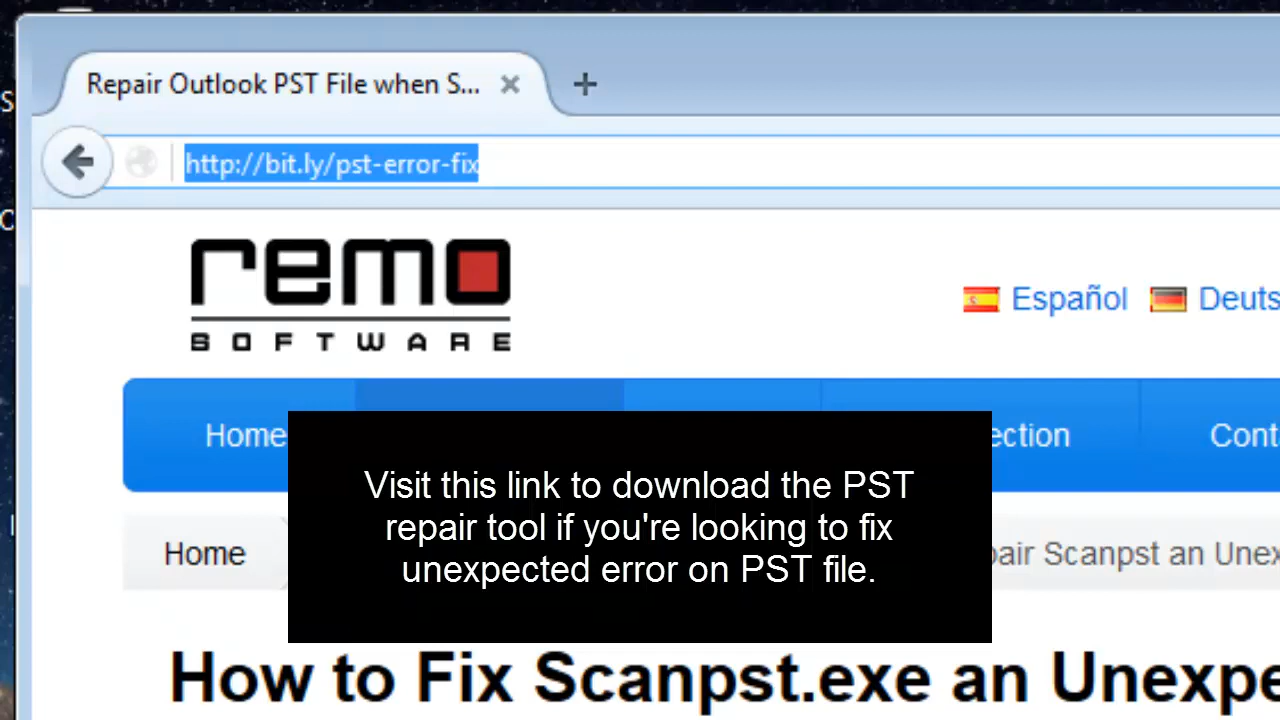 Repair Outlook PST File when S...
http://bit.ly/pst-error-fix
remo
SOFTWARE
Español Deuts
Home ection Cont
Visit this link to download the PST
repair tool if you're looking to fix
unexpected error on PST file.
Home pair Scanpst an Unex
How to Fix Scanpst.exe an Unexpe